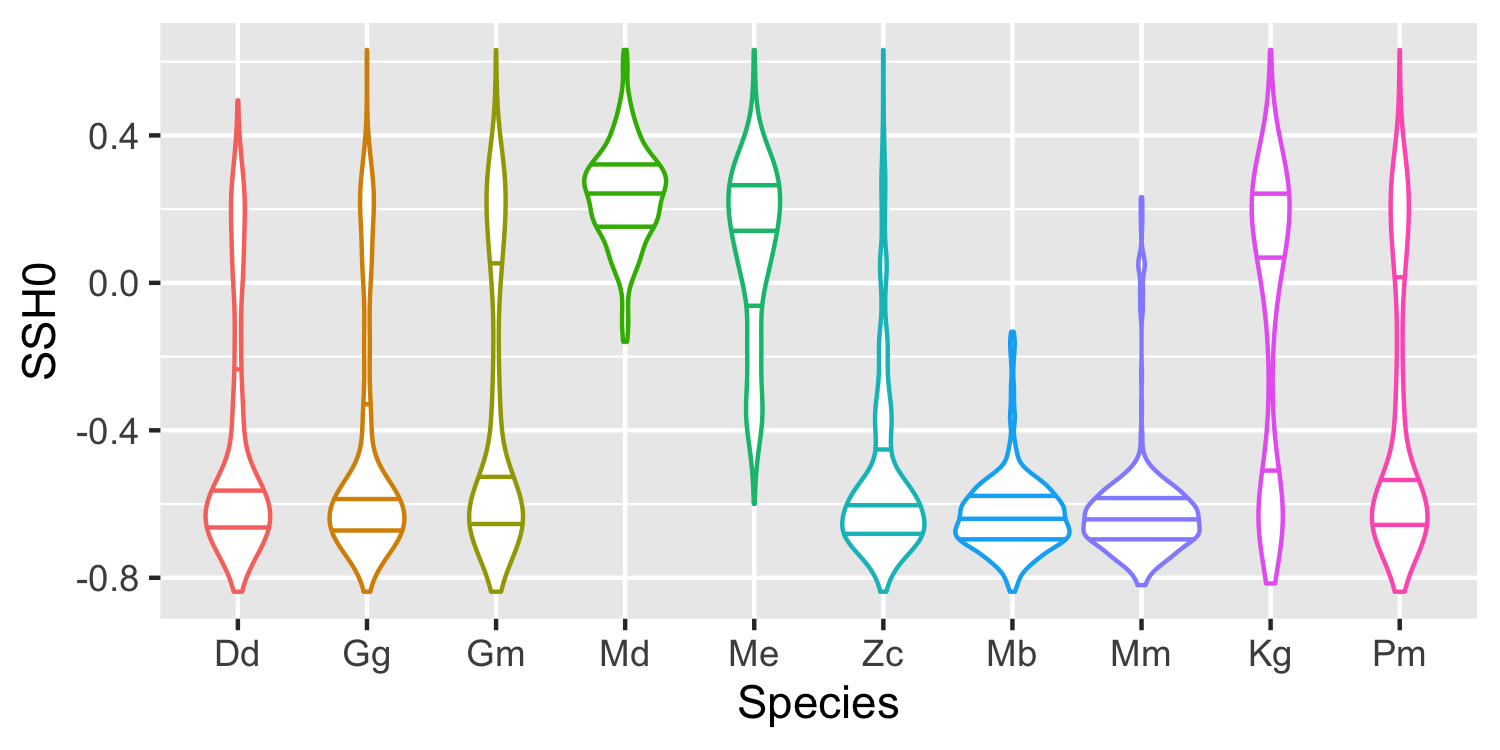 SSH0
0.4
0.0
-0.4
-0.8
Dd Gg Gm Md Me Zc Mb Mm Kg Pm
Species